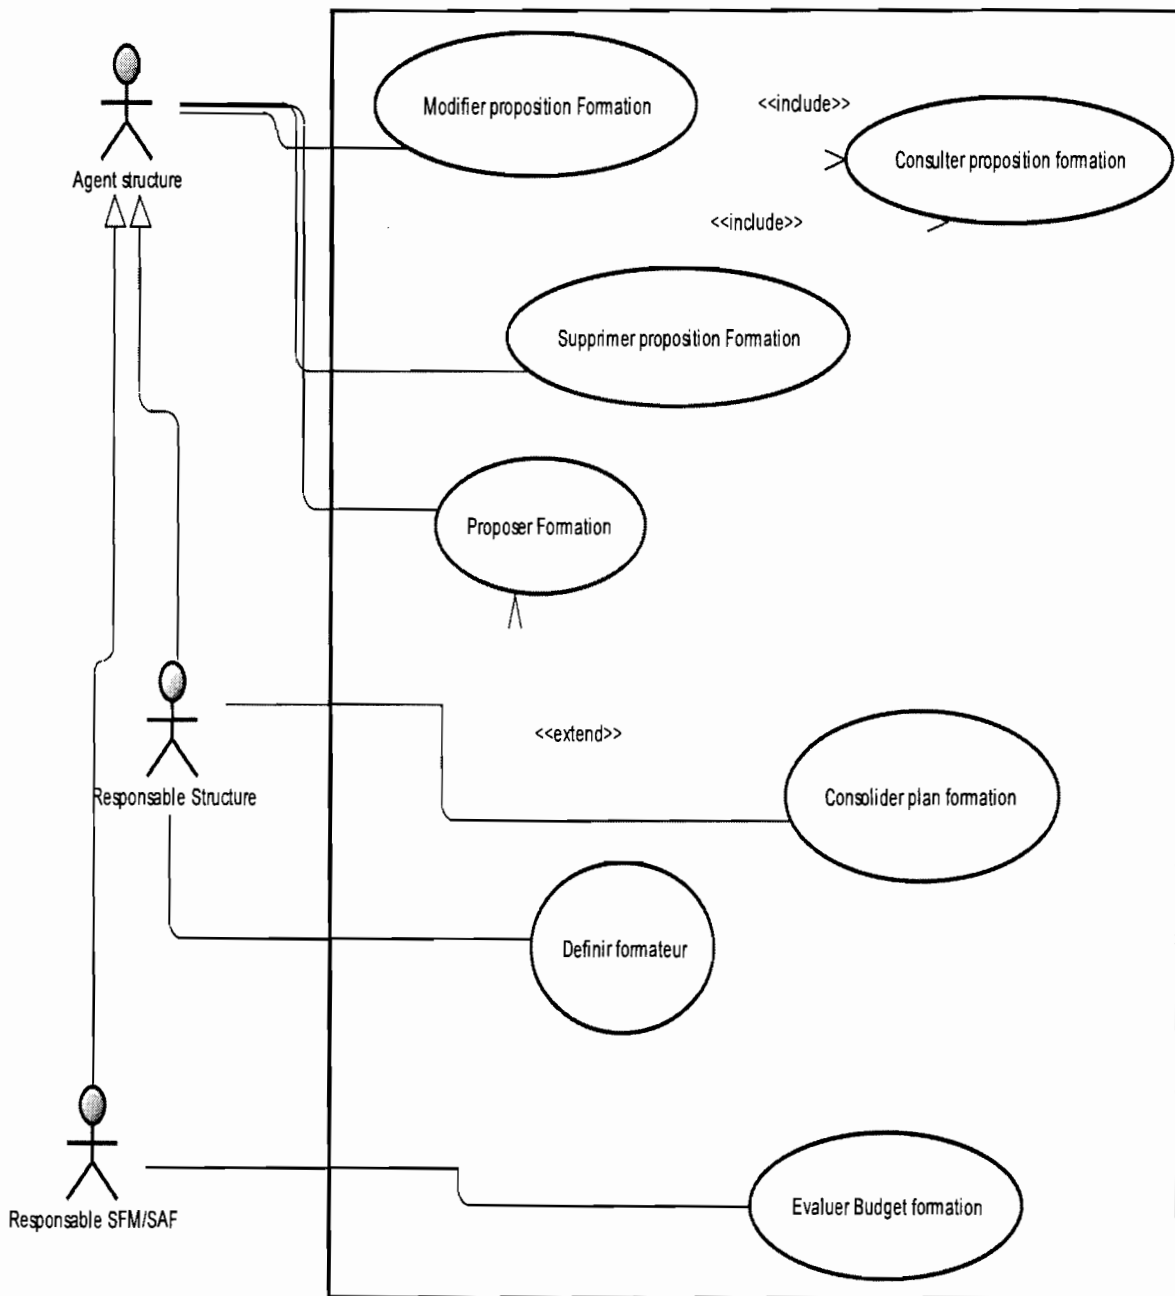 Modifier proposition Formation
<<include>>
Consulter proposition formation
Agent structure
<<include>>
Supprimer proposition Formation
Proposer Formation
<<extend>>
Responsable Structure
Consolider plan formation
Definir formateur
Responsable SFM/SAF
Evaluer Budget formation